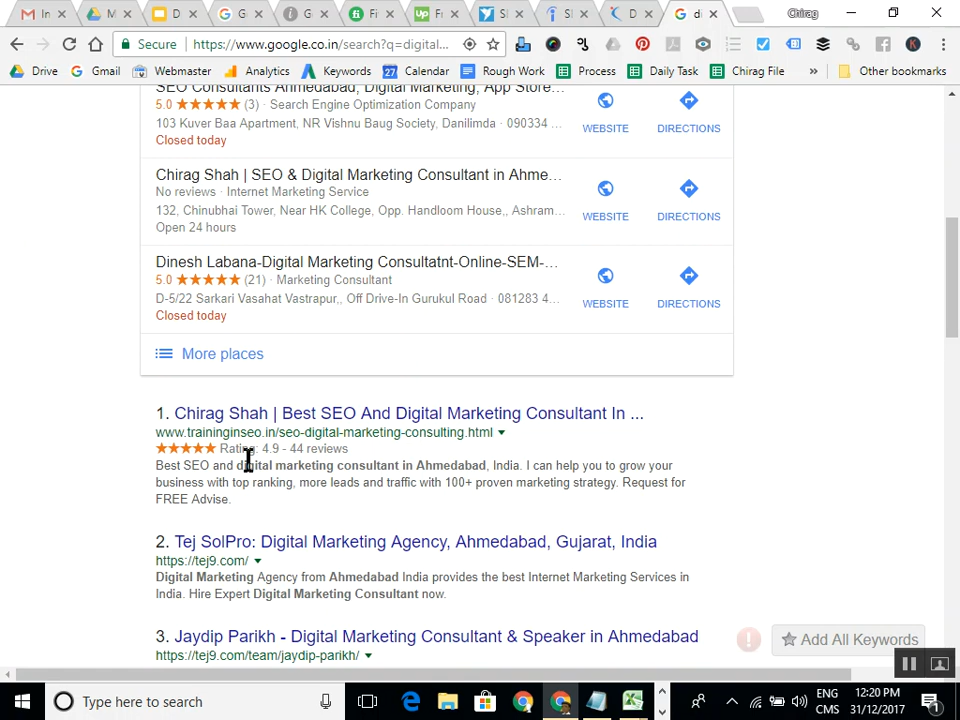 In
M
D
G
G
Fi
Fr
SI
SI
D
di
Chirag
Secure
https://www.google.co.in/search?q=digital...
Drive
Gmail
Webmaster
Analytics
Keywords
27
Calendar
Rough Work
Process
Daily Task
Chirag File
»
Other bookmarks
SEO Consultants Ahmedabad, Digital Marketing, App Store...
5.0 ★★★★★ (3) · Search Engine Optimization Company
103 Kuver Baa Apartment, NR Vishnu Baug Society, Danilimda · 090334 ...
Closed today
WEBSITE
DIRECTIONS
Chirag Shah | SEO & Digital Marketing Consultant in Ahme...
No reviews · Internet Marketing Service
132, Chinubhai Tower, Near HK College, Opp. Handloom House,, Ashram...
Open 24 hours
WEBSITE
DIRECTIONS
Dinesh Labana-Digital Marketing Consultatnt-Online-SEM-...
5.0 ★★★★★ (21) · Marketing Consultant
D-5/22 Sarkari Vasahat Vastrapur,, Off Drive-In Gurukul Road · 081283 4...
Closed today
WEBSITE
DIRECTIONS
More places
1. Chirag Shah | Best SEO And Digital Marketing Consultant In ...
www.traininginseo.in/seo-digital-marketing-consulting.html
★★★★★ Rating: 4.9 - 44 reviews
Best SEO and digital marketing consultant in Ahmedabad, India. I can help you to grow your
business with top ranking, more leads and traffic with 100+ proven marketing strategy. Request for
FREE Advise.
2. Tej SolPro: Digital Marketing Agency, Ahmedabad, Gujarat, India
https://tej9.com/
Digital Marketing Agency from Ahmedabad India provides the best Internet Marketing Services in
India. Hire Expert Digital Marketing Consultant now.
3. Jaydip Parikh - Digital Marketing Consultant & Speaker in Ahmedabad
https://tej9.com/team/jaydip-parikh/
Add All Keywords
Type here to search
ENG
CMS
12:20 PM
31/12/2017
1